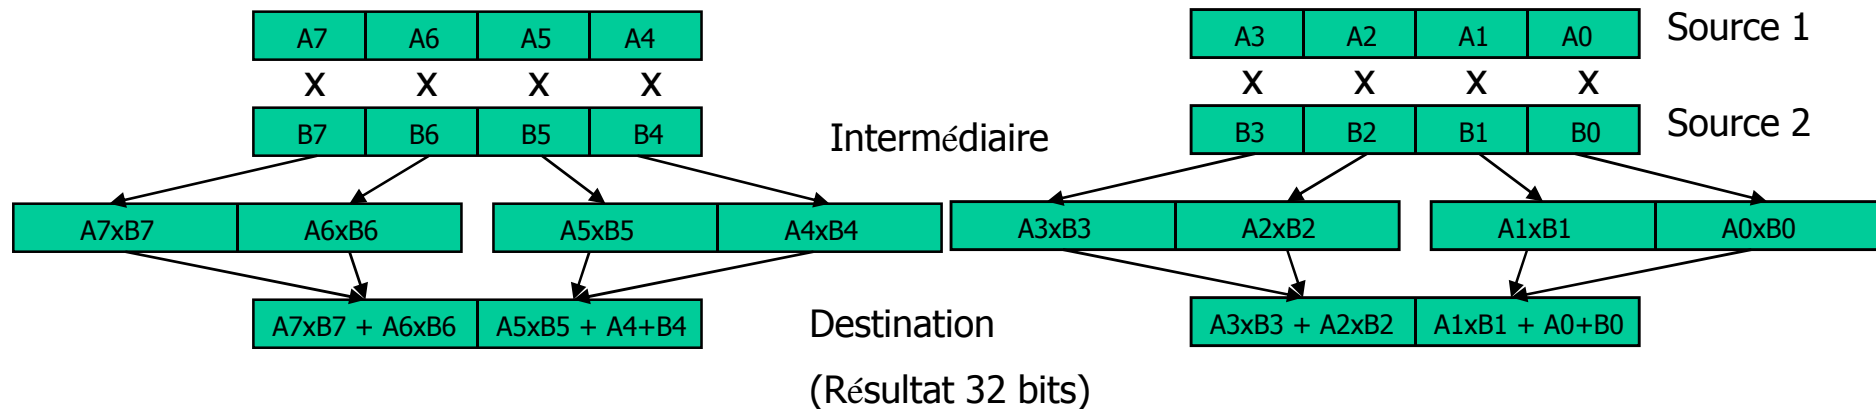 A7 A6 A5 A4 A3 A2 A1 A0 Source 1
X X X X X X X X
B7 B6 B5 B4 Intermédiaire B3 B2 B1 B0 Source 2
A7xB7 A6xB6 A5xB5 A4xB4 A3xB3 A2xB2 A1xB1 A0xB0
A7xB7 + A6xB6 A5xB5 + A4+B4 Destination A3xB3 + A2xB2 A1xB1 + A0+B0
(Résultat 32 bits)